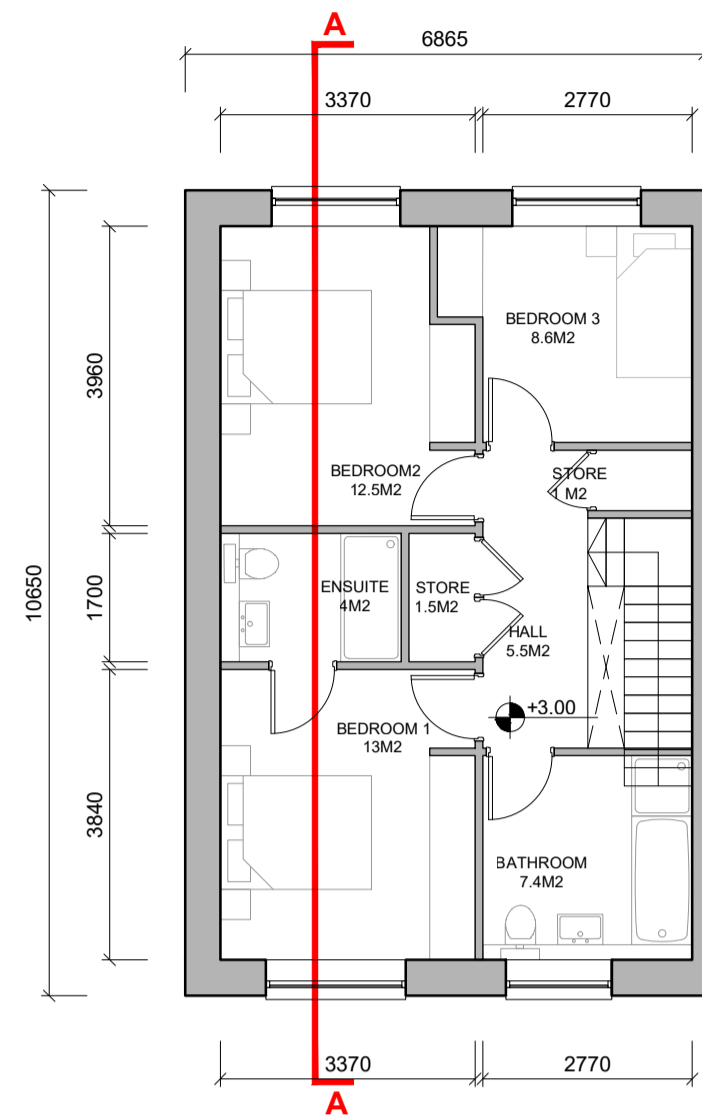 A
6865
3370
2770
BEDROOM 3
8.6M2
3960
BEDROOM2
12.5M2
STORE
1 M2
10650
1700
ENSUITE
4M2
STORE
1.5M2
HALL
5.5M2
+3.00
BEDROOM 1
13M2
3840
BATHROOM
7.4M2
3370
2770
A